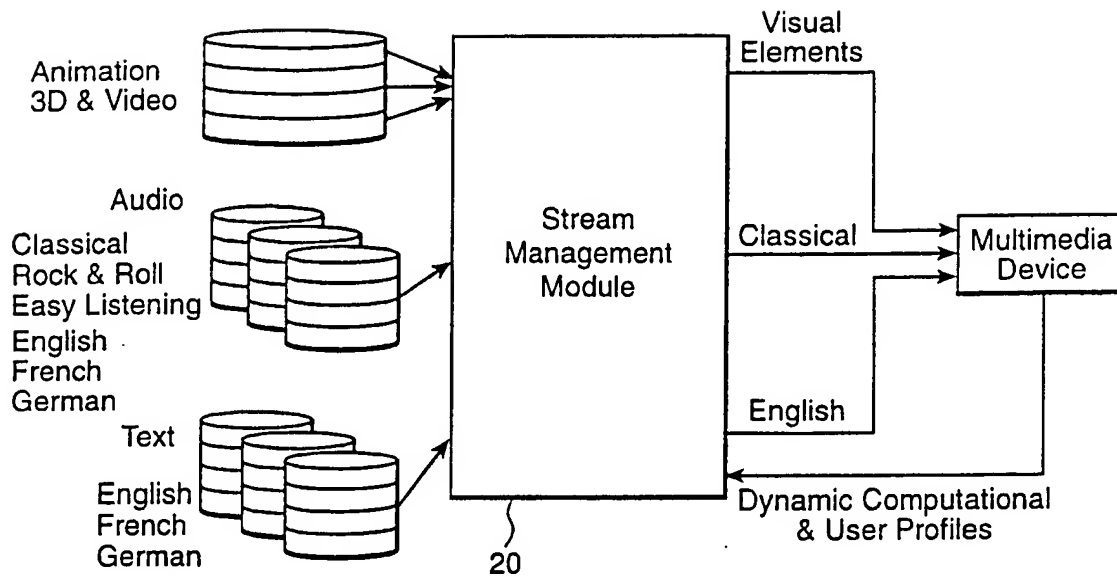 Animation
3D & Video
Audio
Classical
Rock & Roll
Easy Listening
English
French
German
Text
English
French
German
Stream
Management
Module
20
Visual
Elements
Classical
English
Multimedia
Device
Dynamic Computational
& User Profiles